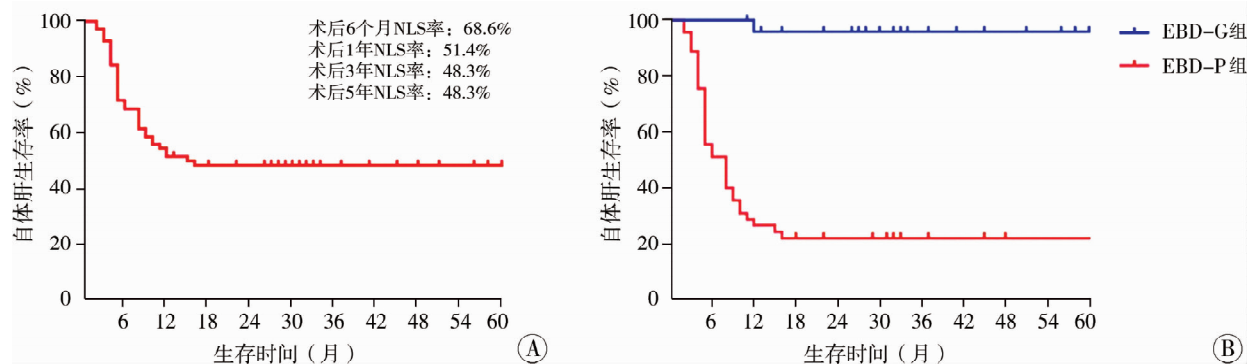 100
80
60
40
20
0
自体肝生存率（%）
术后6个月NLS率：68.6%
术后1年NLS率：51.4%
术后3年NLS率：48.3%
术后5年NLS率：48.3%
6 12 18 24 30 36 42 48 54 60
生存时间（月）
Ⓐ
100
80
60
40
20
0
自体肝生存率（%）
EBD-G组
EBD-P组
6 12 18 24 30 36 42 48 54 60
生存时间（月）
Ⓑ